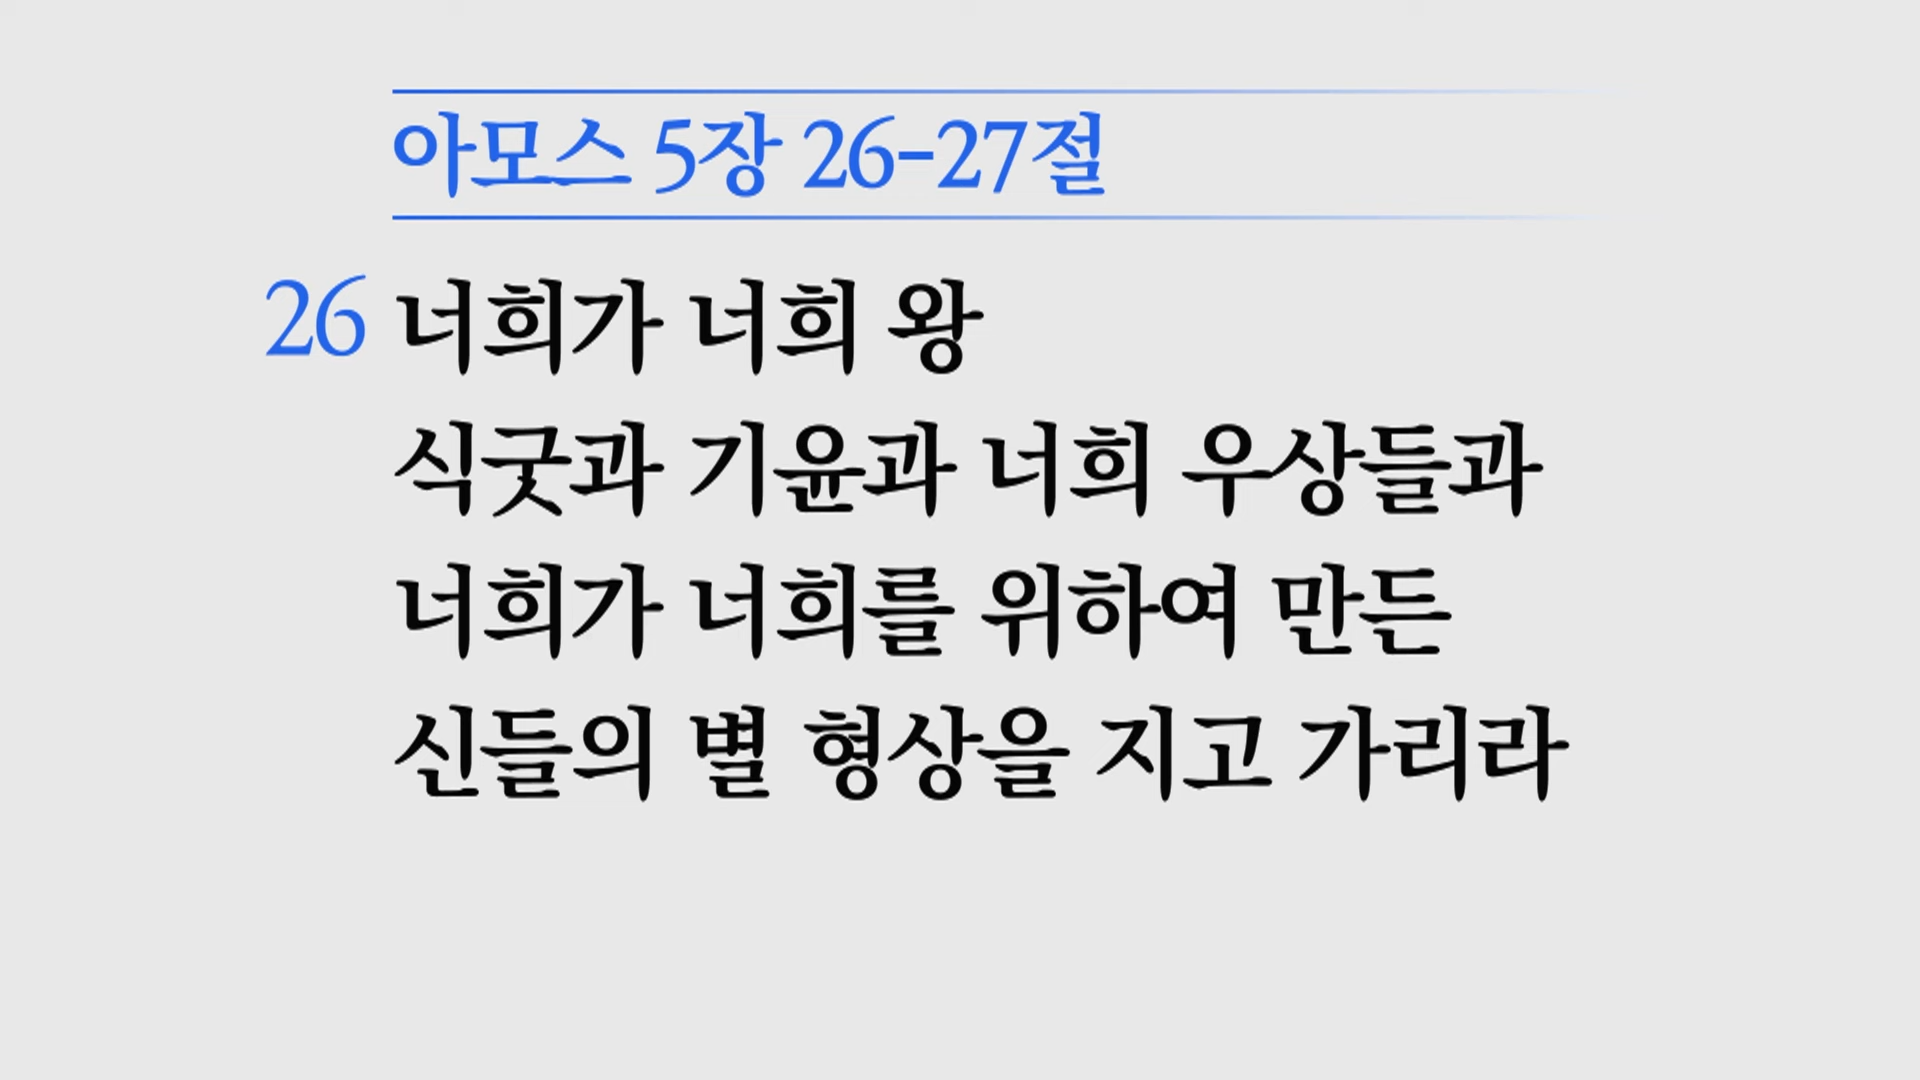 아모스 5장 26-27절
26 너희가 너희 왕
식굿과 기윤과 너희 우상들과
너희가 너희를 위하여 만든
신들의 별 형상을 지고 가리라